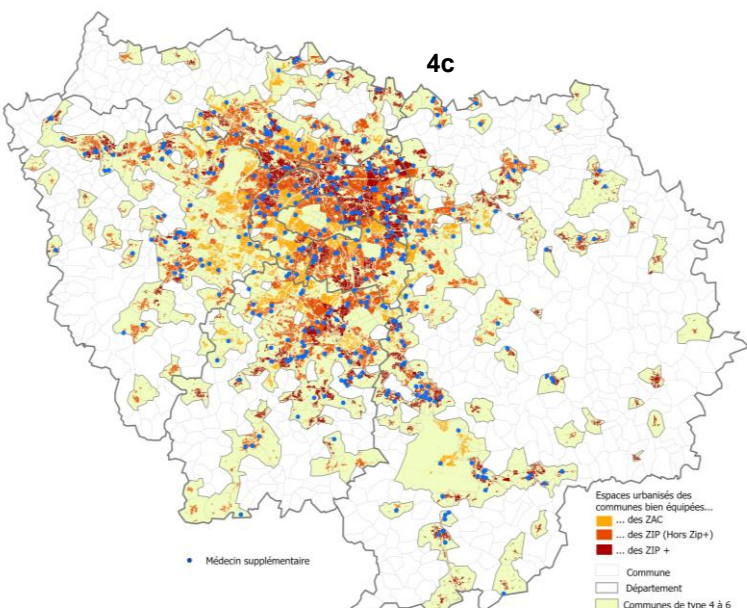 4c
Espaces urbanisés des
communes bien équipées...
... des ZAC
... des ZIP (Hors Zip+)
... des ZIP +
Médecin supplémentaire
Commune
Département
Communes de type 4 à 6